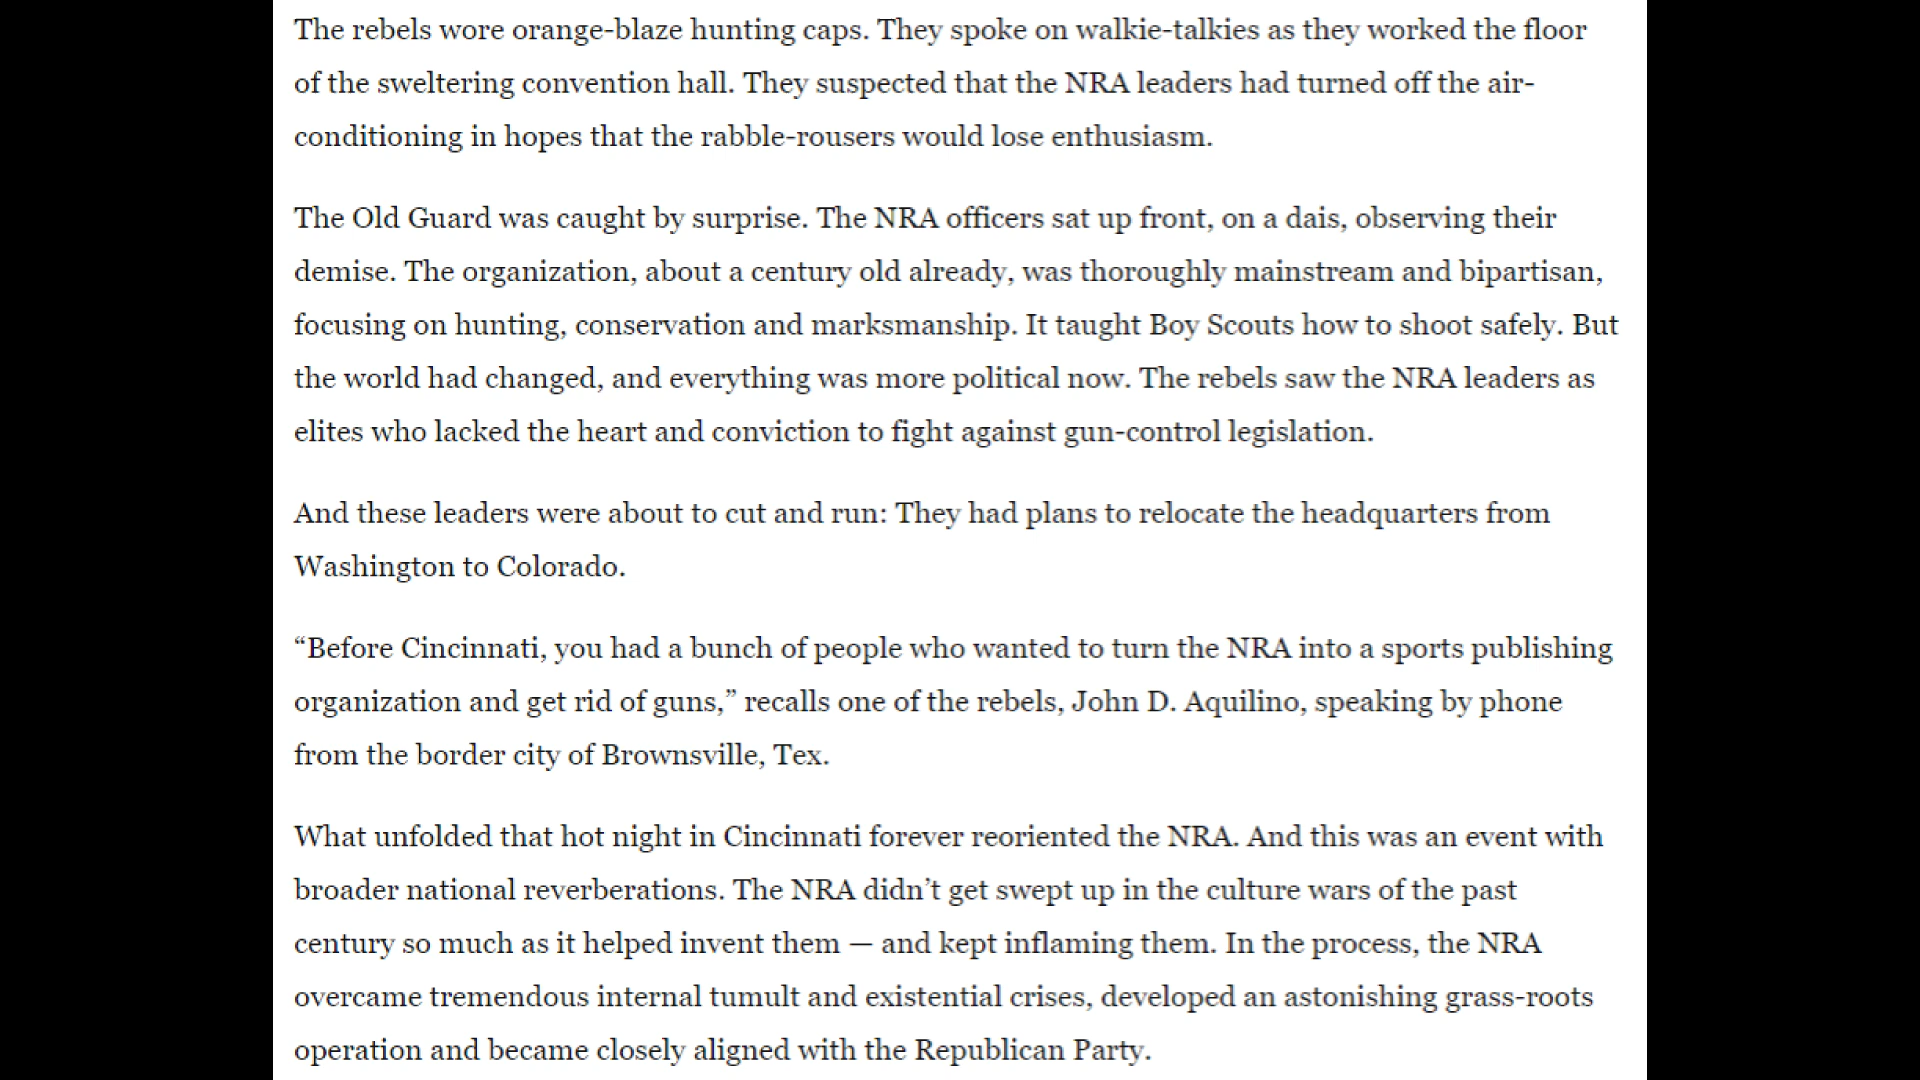 The rebels wore orange-blaze hunting caps. They spoke on walkie-talkies as they worked the floor
of the sweltering convention hall. They suspected that the NRA leaders had turned off the air-
conditioning in hopes that the rabble-rousers would lose enthusiasm.
The Old Guard was caught by surprise. The NRA officers sat up front, on a dais, observing their
demise. The organization, about a century old already, was thoroughly mainstream and bipartisan,
focusing on hunting, conservation and marksmanship. It taught Boy Scouts how to shoot safely. But
the world had changed, and everything was more political now. The rebels saw the NRA leaders as
elites who lacked the heart and conviction to fight against gun-control legislation.
And these leaders were about to cut and run: They had plans to relocate the headquarters from
Washington to Colorado.
“Before Cincinnati, you had a bunch of people who wanted to turn the NRA into a sports publishing
organization and get rid of guns,” recalls one of the rebels, John D. Aquilino, speaking by phone
from the border city of Brownsville, Tex.
What unfolded that hot night in Cincinnati forever reoriented the NRA. And this was an event with
broader national reverberations. The NRA didn’t get swept up in the culture wars of the past
century so much as it helped invent them — and kept inflaming them. In the process, the NRA
overcame tremendous internal tumult and existential crises, developed an astonishing grass-roots
operation and became closely aligned with the Republican Party.